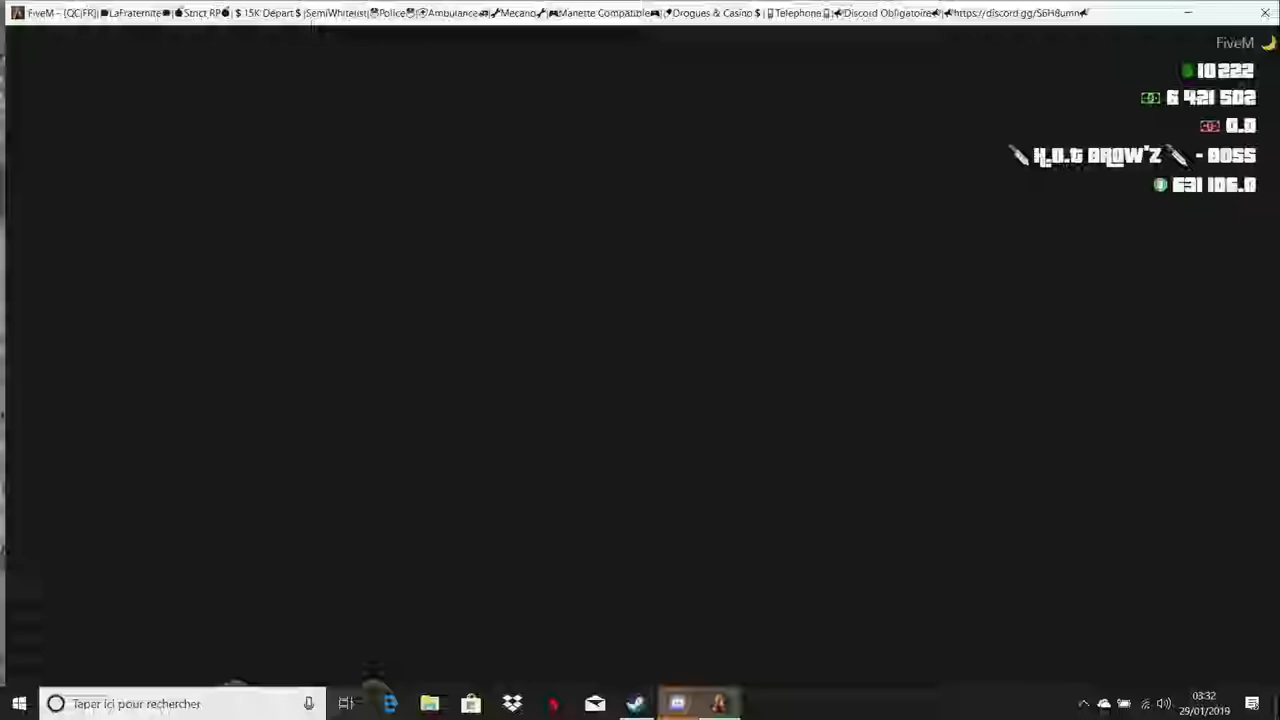 FiveM - [QC|FR]|LaFraternite|Strict RP|$ 15K Départ $|SemiWhitelist|Police|Ambulance|Mecano|Manette Compatible|Drogues & Casino $|Telephone|Discord Obligatoire|https://discord.gg/S6H8umn
FiveM
10 222
6 421 502
0.0
H.O.t BROW'Z - BOSS
631 106.0
Taper ici pour rechercher
03:32
29/01/2019